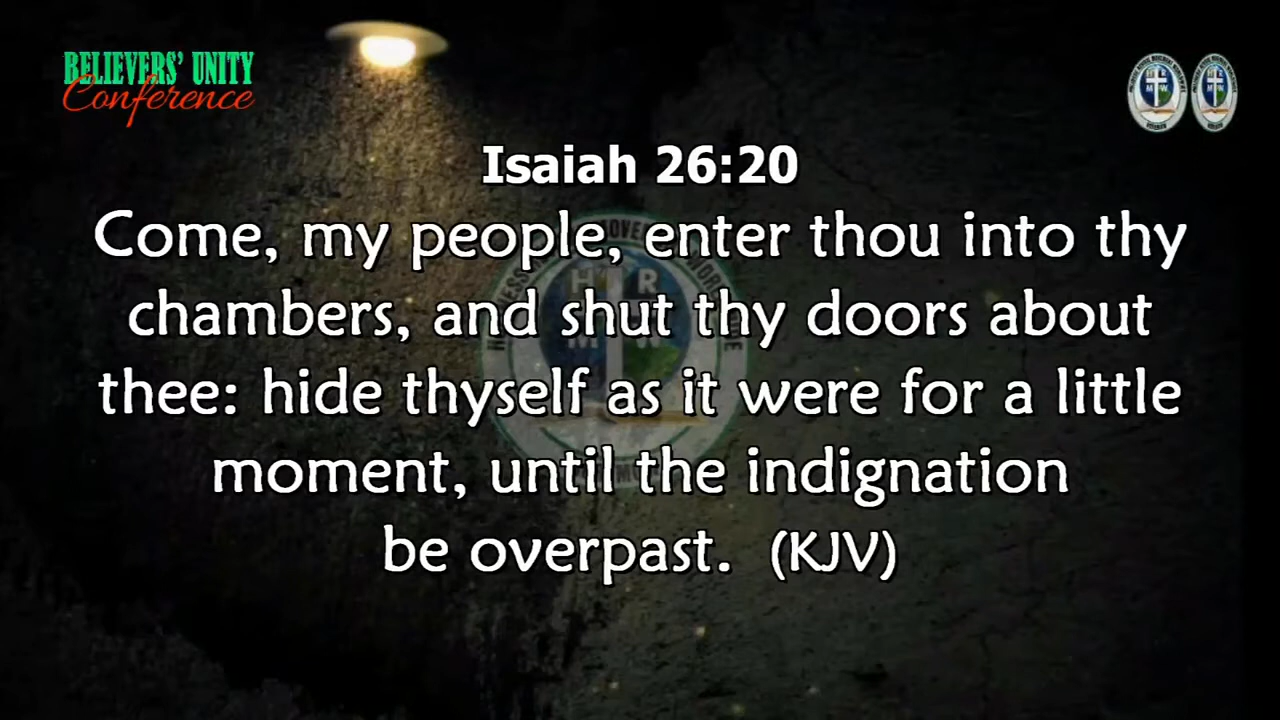 BELIEVERS' UNITY
Conference
Isaiah 26:20
Come, my people, enter thou into thy
chambers, and shut thy doors about
thee: hide thyself as it were for a little
moment, until the indignation
be overpast. (KJV)
H R
M W